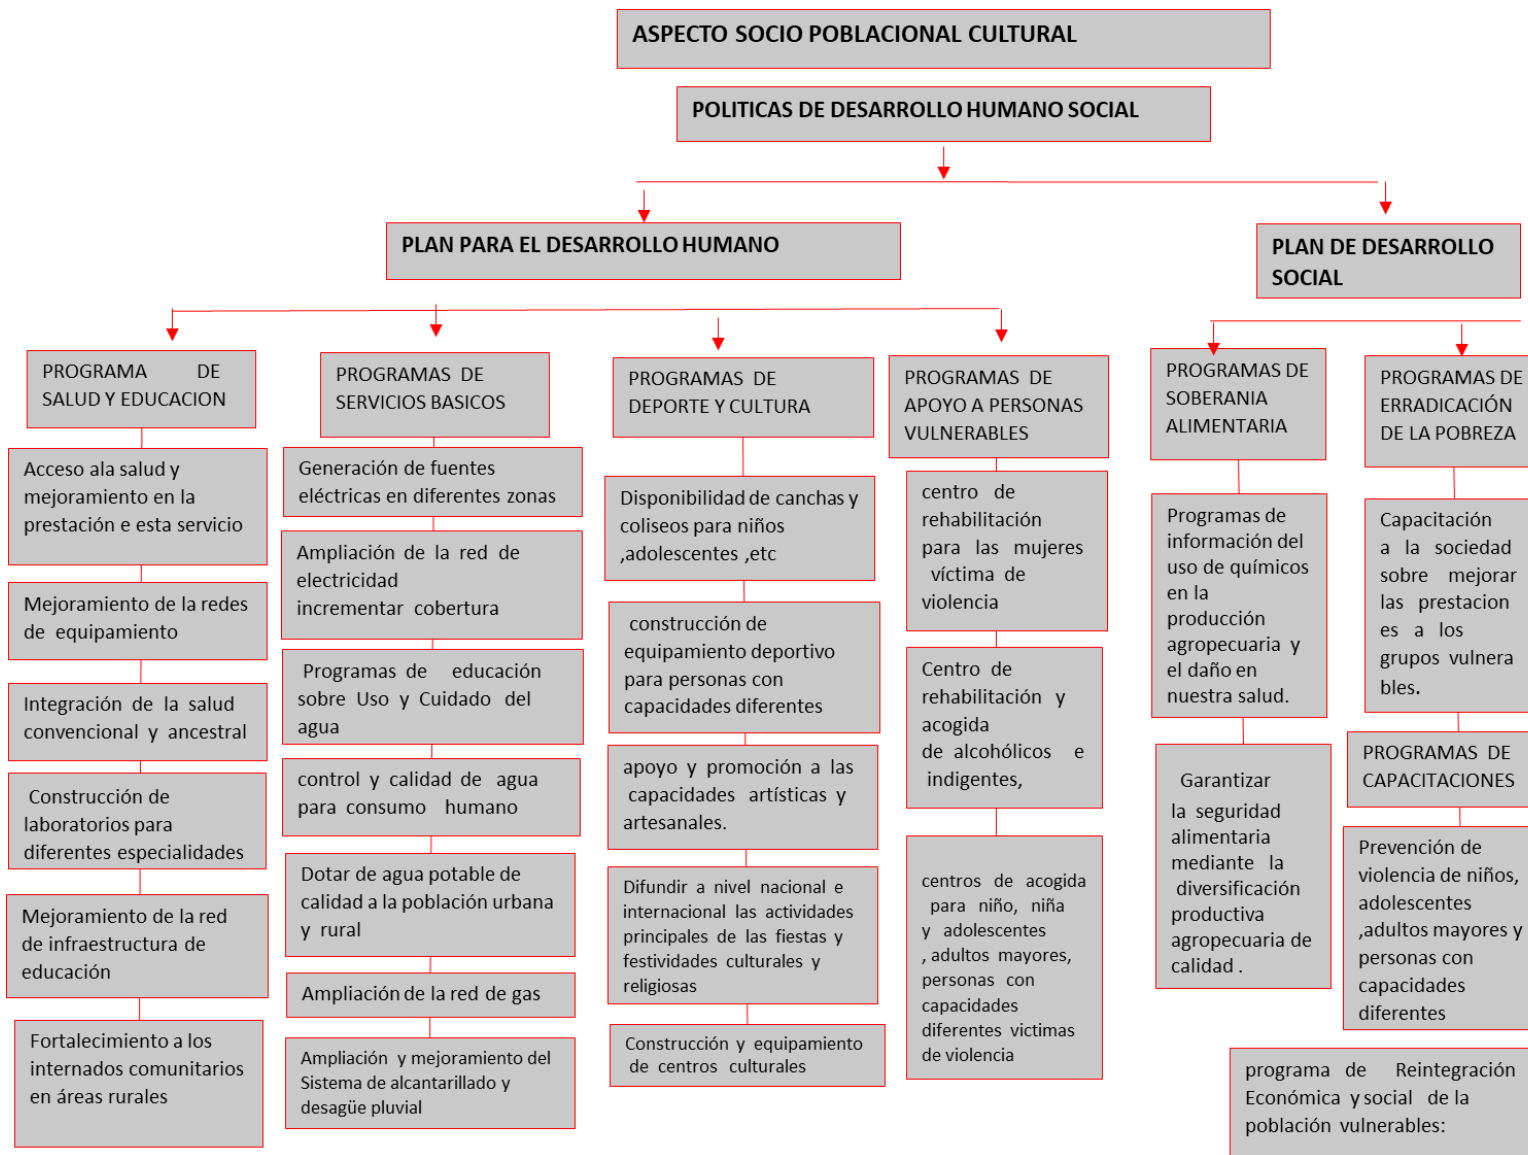 ASPECTO SOCIO POBLACIONAL CULTURAL
POLITICAS DE DESARROLLO HUMANO SOCIAL
PLAN PARA EL DESARROLLO HUMANO
PLAN DE DESARROLLO
SOCIAL
PROGRAMA DE
SALUD Y EDUCACION
Acceso ala salud y
mejoramiento en la
prestación e esta servicio
Mejoramiento de la redes
de equipamiento
Integración de la salud
convencional y ancestral
Construcción de
laboratorios para
diferentes especialidades
Mejoramiento de la red
de infraestructura de
educación
Fortalecimiento a los
internados comunitarios
en áreas rurales
PROGRAMAS DE
SERVICIOS BASICOS
Generación de fuentes
eléctricas en diferentes zonas
Ampliación de la red de
electricidad
incrementar cobertura
Programas de educación
sobre Uso y Cuidado del
agua
control y calidad de agua
para consumo humano
Dotar de agua potable de
calidad a la población urbana
y rural
Ampliación de la red de gas
Ampliación y mejoramiento del
Sistema de alcantarillado y
desagüe pluvial
PROGRAMAS DE
DEPORTE Y CULTURA
Disponibilidad de canchas y
coliseos para niños
,adolescentes ,etc
construcción de
equipamiento deportivo
para personas con
capacidades diferentes
apoyo y promoción a las
capacidades artísticas y
artesanales.
Difundir a nivel nacional e
internacional las actividades
principales de las fiestas y
festividades culturales y
religiosas
Construcción y equipamiento
de centros culturales
PROGRAMAS DE
APOYO A PERSONAS
VULNERABLES
centro de
rehabilitación
para las mujeres
víctima de
violencia
Centro de
rehabilitación y
acogida
de alcohólicos e
indigentes,
centros de acogida
para niño, niña
y adolescentes
, adultos mayores,
personas con
capacidades
diferentes victimas
de violencia
PROGRAMAS DE
SOBERANIA
ALIMENTARIA
Programas de
información del
uso de químicos
en la
producción
agropecuaria y
el daño en
nuestra salud.
Garantizar
la seguridad
alimentaria
mediante la
diversificación
productiva
agropecuaria de
calidad .
PROGRAMAS DE
ERRADICACIÓN
DE LA POBREZA
Capacitación
a la sociedad
sobre mejorar
las prestacion
es a los
grupos vulnera
bles.
PROGRAMAS DE
CAPACITACIONES
Prevención de
violencia de niños,
adolescentes
,adultos mayores y
personas con
capacidades
diferentes
programa de Reintegración
Económica y social de la
población vulnerables: